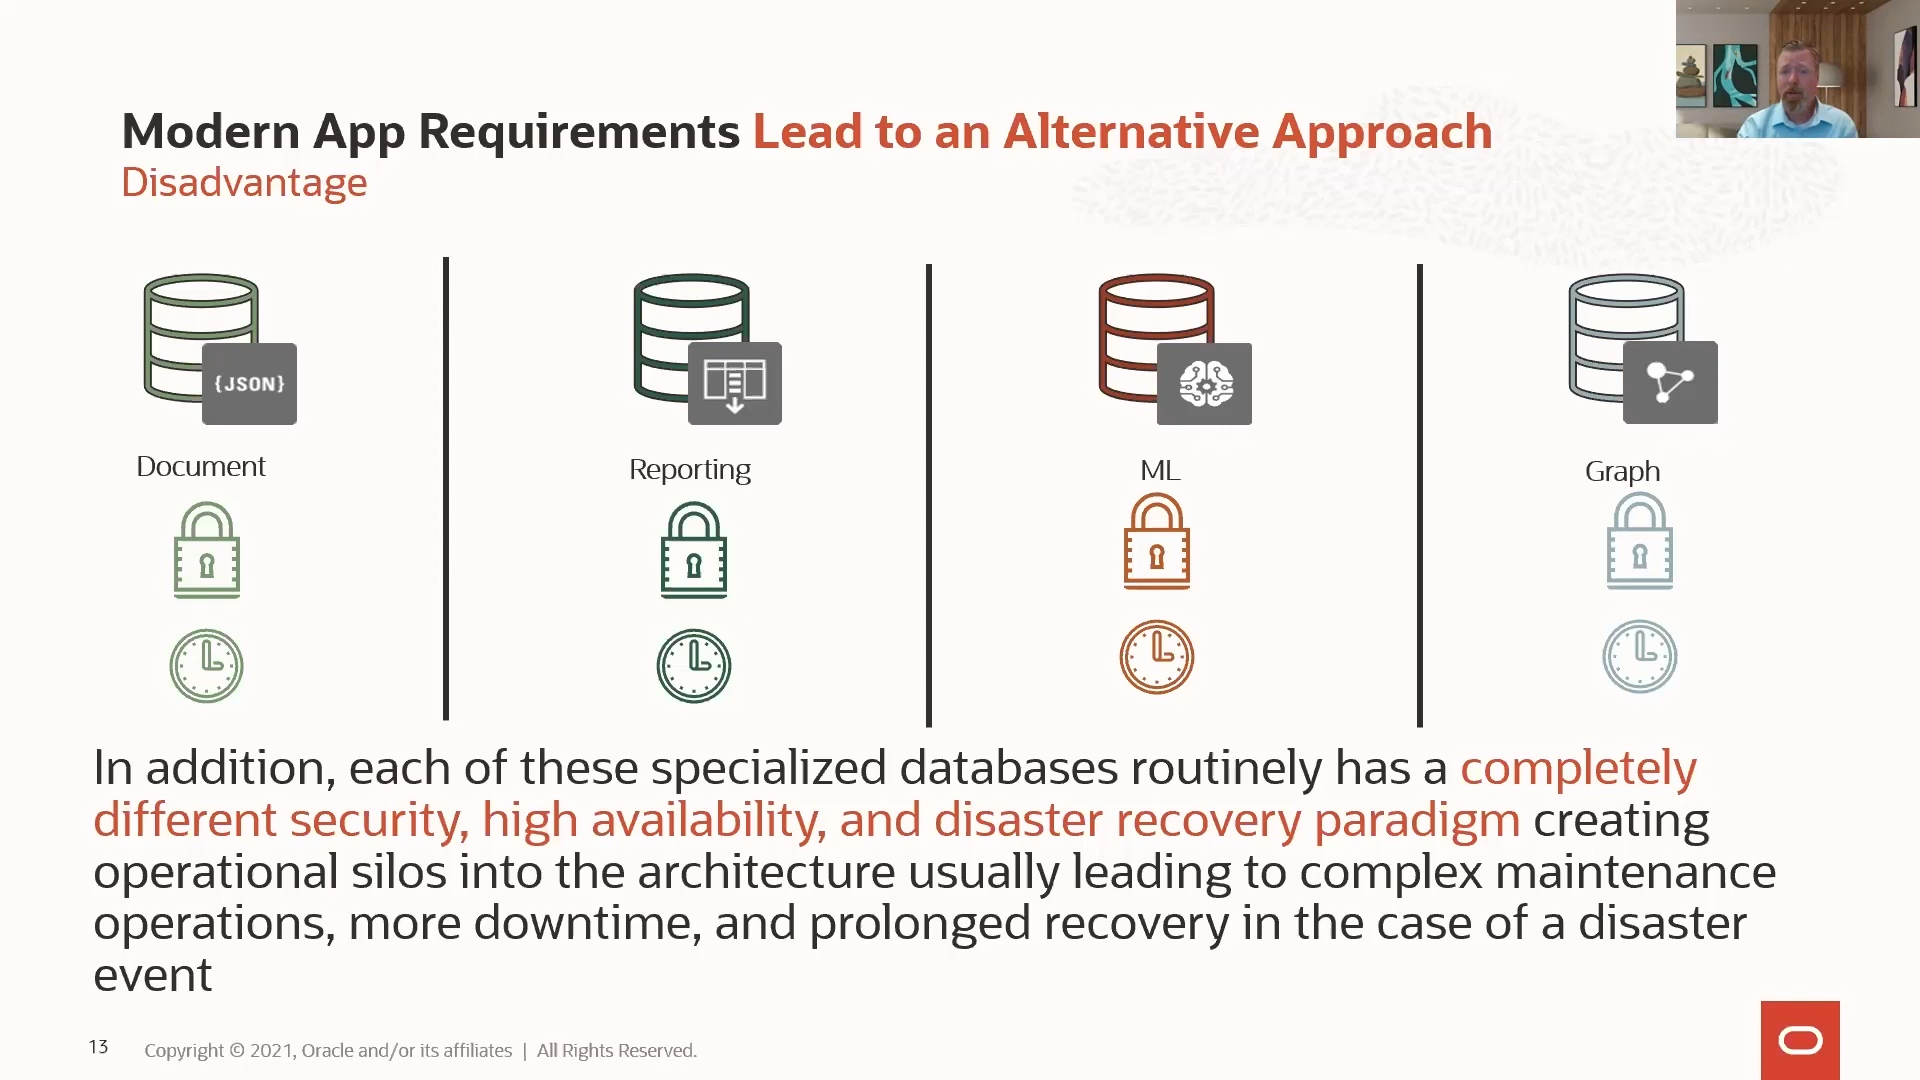 Modern App Requirements Lead to an Alternative Approach
Disadvantage
{JSON}
Document
Reporting
ML
Graph
In addition, each of these specialized databases routinely has a completely
different security, high availability, and disaster recovery paradigm creating
operational silos into the architecture usually leading to complex maintenance
operations, more downtime, and prolonged recovery in the case of a disaster
event
13
Copyright © 2021, Oracle and/or its affiliates | All Rights Reserved.